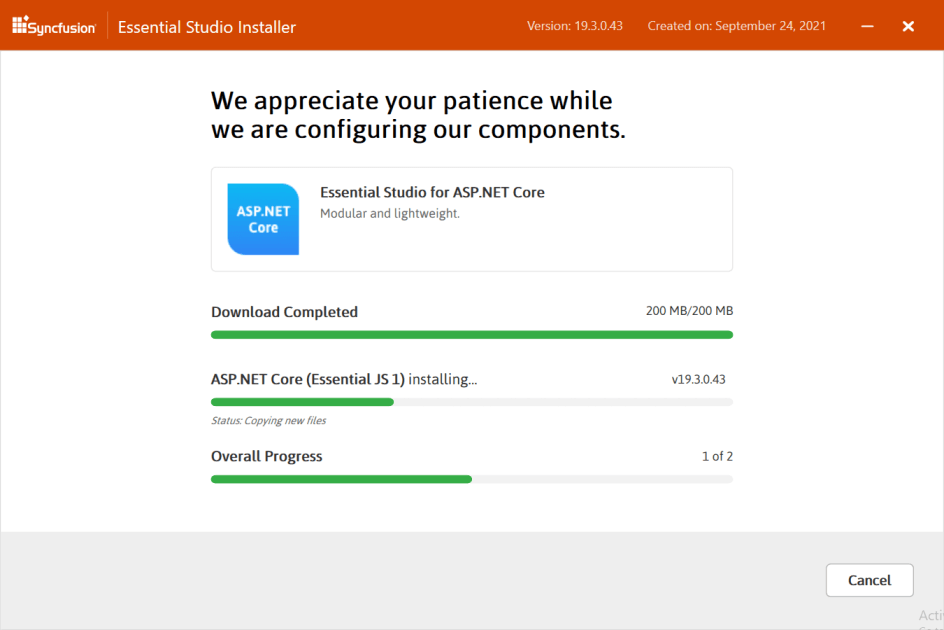 Syncfusion Essential Studio Installer Version: 19.3.0.43 Created on: September 24, 2021
We appreciate your patience while
we are configuring our components.
ASP.NET
Core
Essential Studio for ASP.NET Core
Modular and lightweight.
Download Completed 200 MB/200 MB
ASP.NET Core (Essential JS 1) installing... v19.3.0.43
Status: Copying new files
Overall Progress 1 of 2
Cancel
Acti